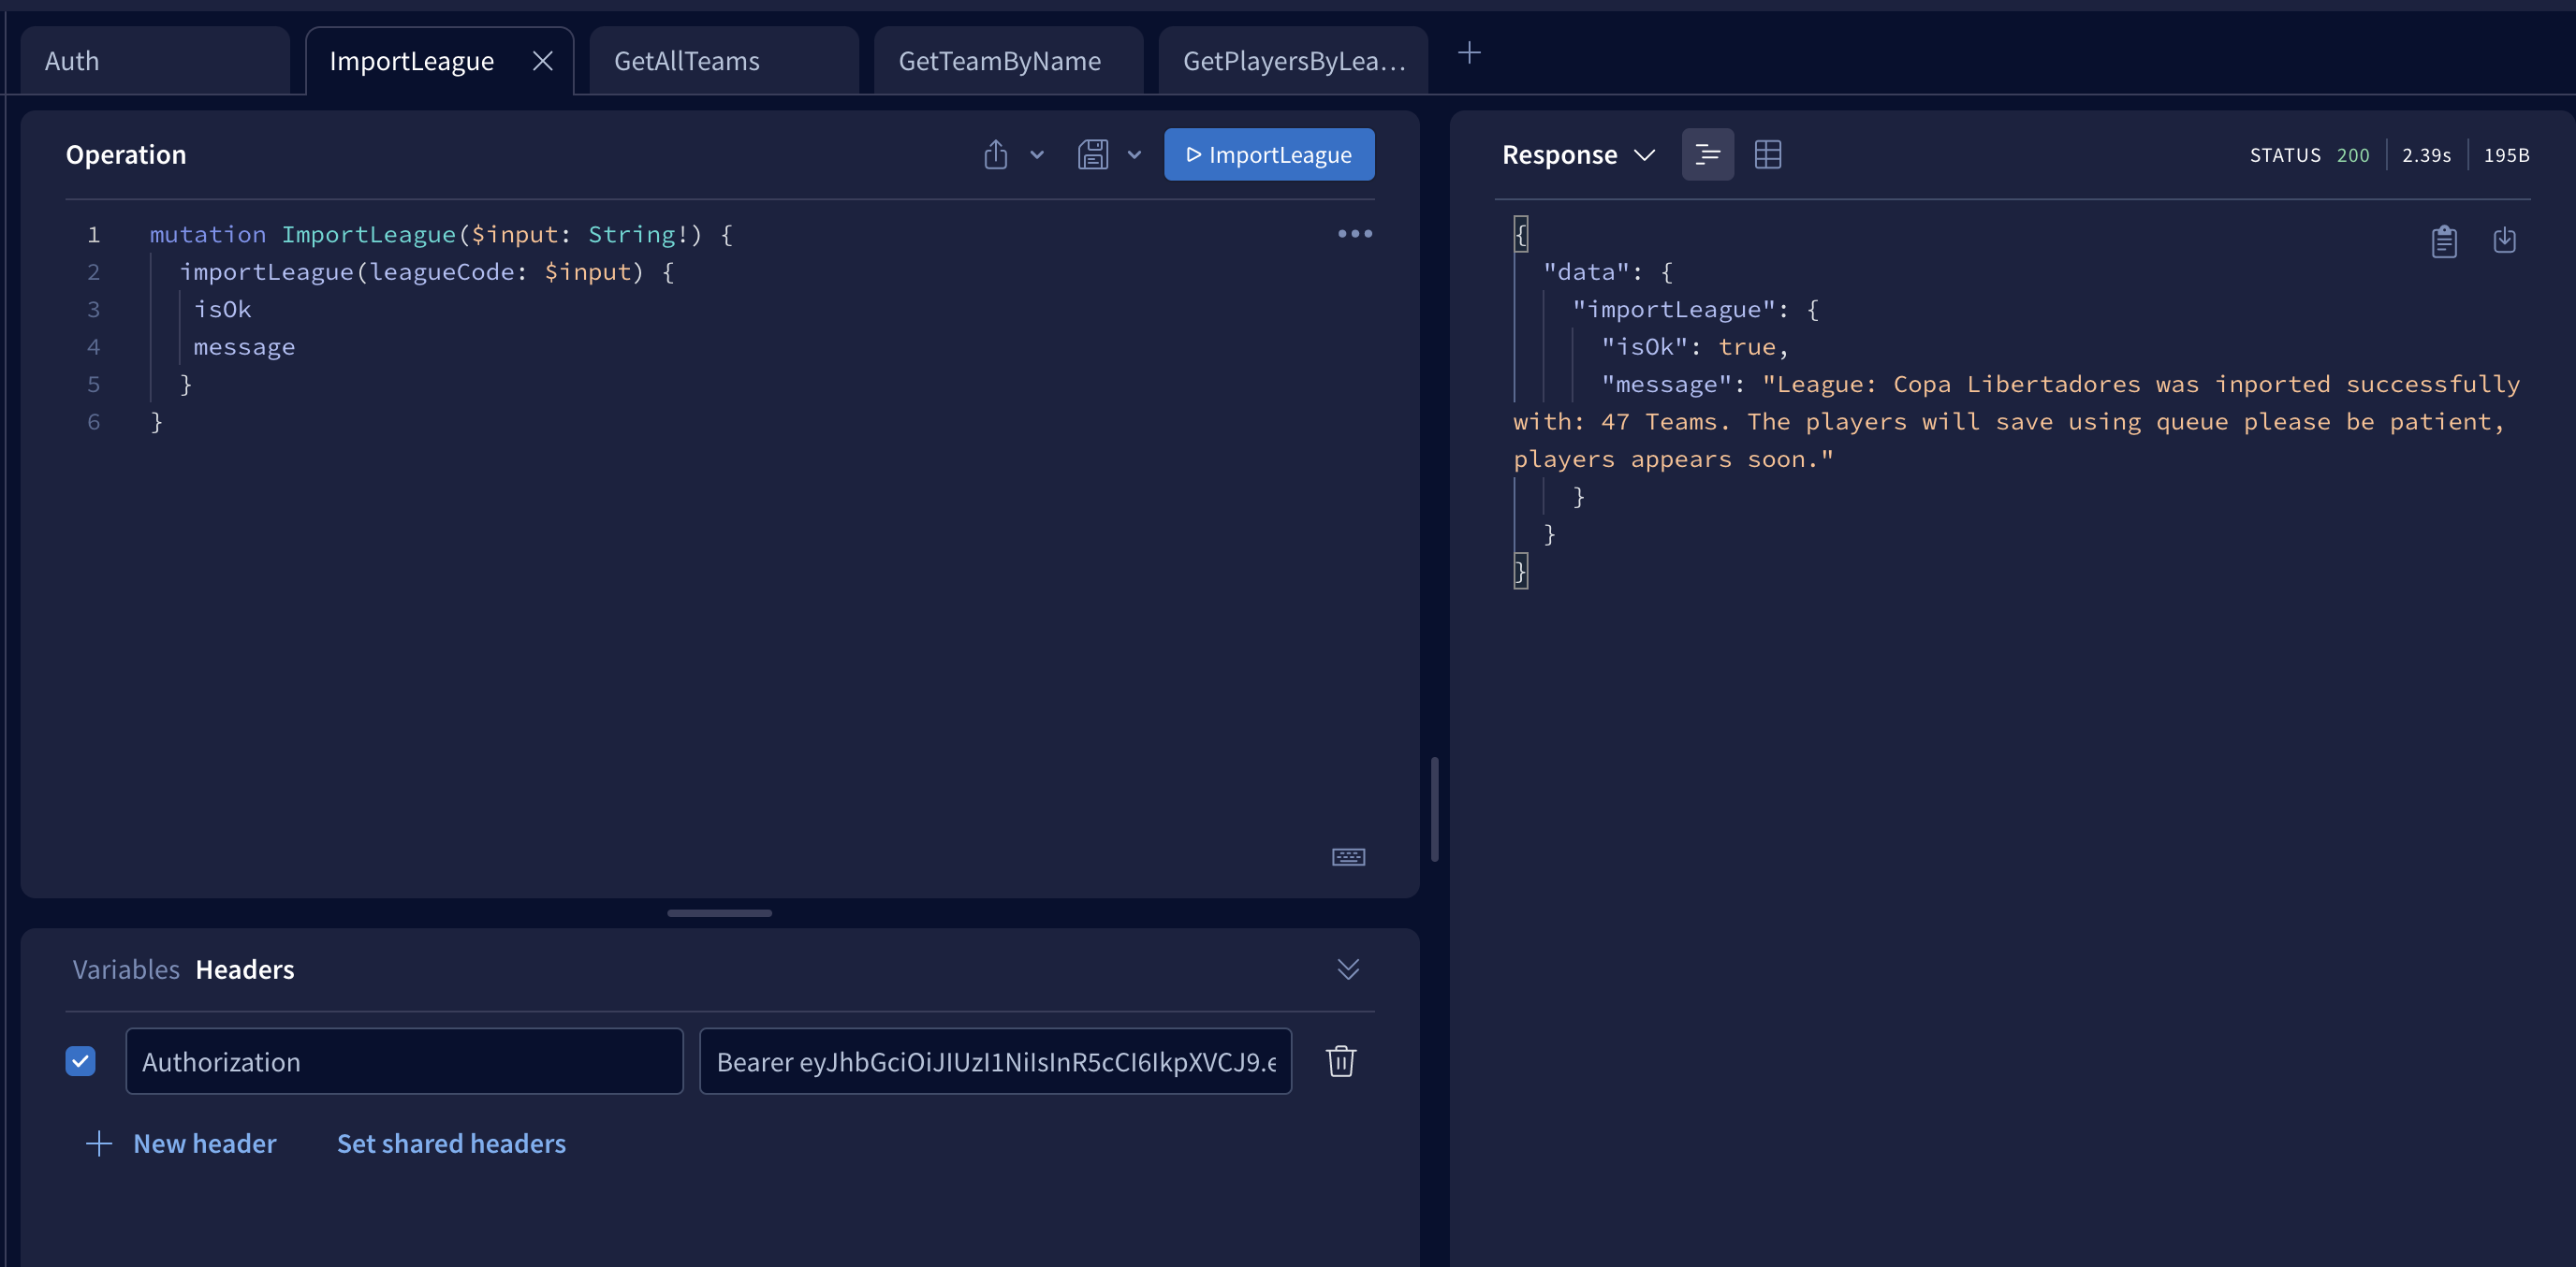 Auth
ImportLeague
GetAllTeams
GetTeamByName
GetPlayersByLea...
Operation
ImportLeague
1 mutation ImportLeague($input: String!) {
2 importLeague(leagueCode: $input) {
3 isOk
4 message
5 }
6 }
Variables Headers
Authorization
Bearer eyJhbGciOiJIUzI1NiIsInR5cCI6IkpXVCJ9.e
New header
Set shared headers
Response
STATUS 200 2.39s 195B
{
"data": {
"importLeague": {
"isOk": true,
"message": "League: Copa Libertadores was inported successfully
with: 47 Teams. The players will save using queue please be patient,
players appears soon."
}
}
}